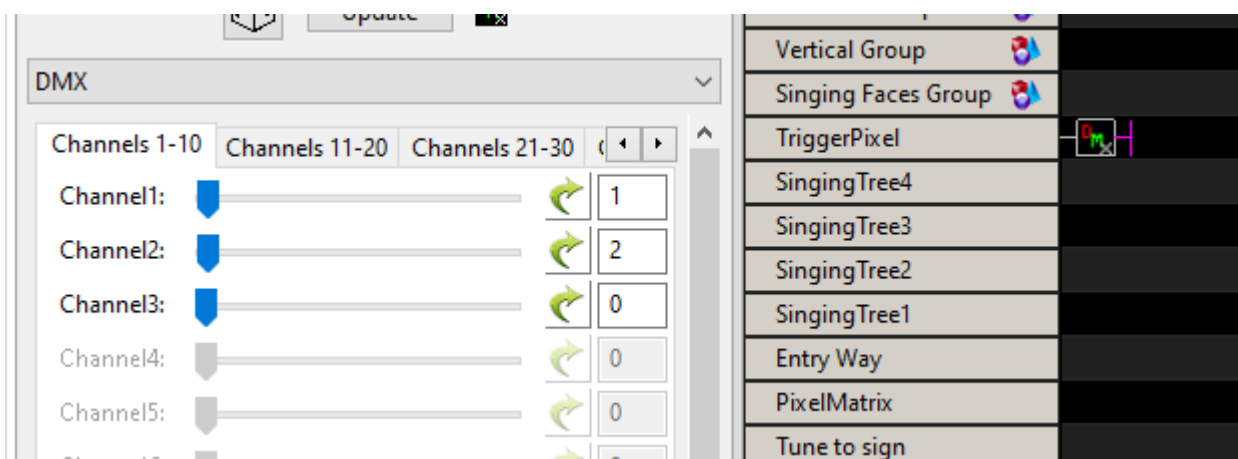 Update
DMX
Channels 1-10 Channels 11-20 Channels 21-30
Channel1: 1
Channel2: 2
Channel3: 0
Channel4: 0
Channel5: 0
Vertical Group
Singing Faces Group
TriggerPixel
SingingTree4
SingingTree3
SingingTree2
SingingTree1
Entry Way
PixelMatrix
Tune to sign